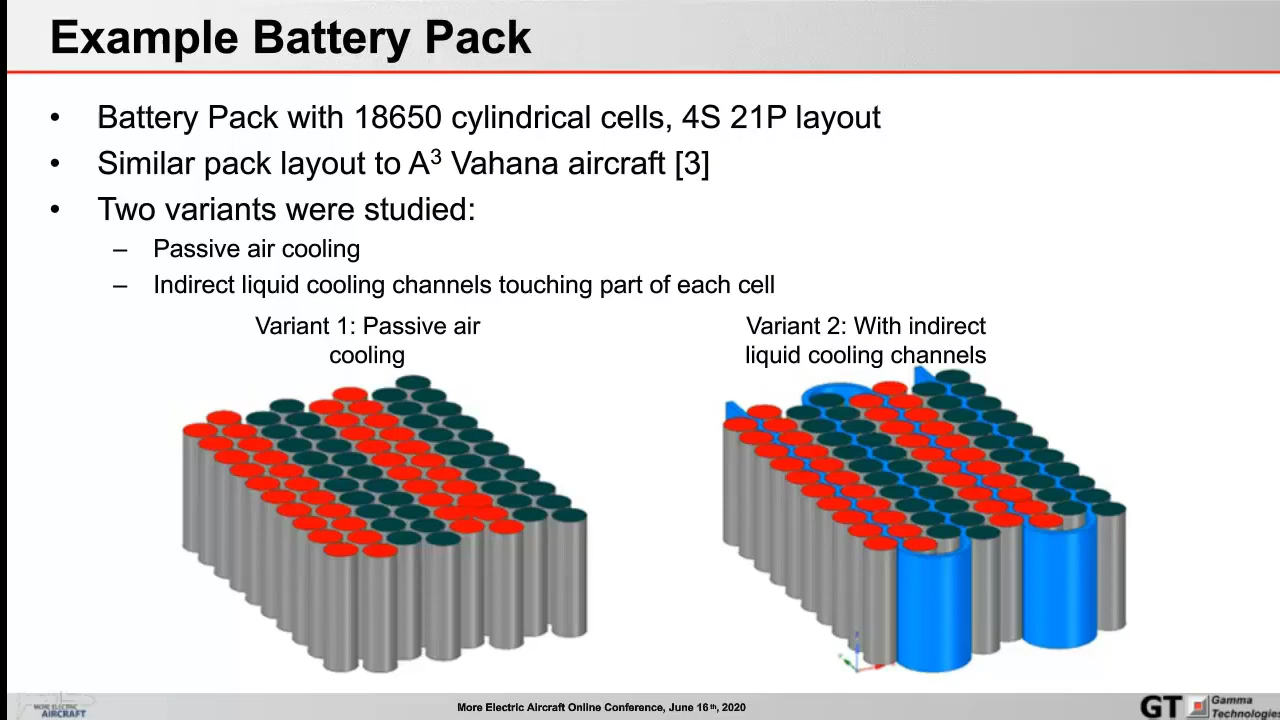 Example Battery Pack
• Battery Pack with 18650 cylindrical cells, 4S 21P layout
• Similar pack layout to A³ Vahana aircraft [3]
• Two variants were studied:
– Passive air cooling
– Indirect liquid cooling channels touching part of each cell
Variant 1: Passive air
cooling
Variant 2: With indirect
liquid cooling channels
MORE ELECTRIC
AIRCRAFT
More Electric Aircraft Online Conference, June 16th, 2020
GT
Gamma
Technologies